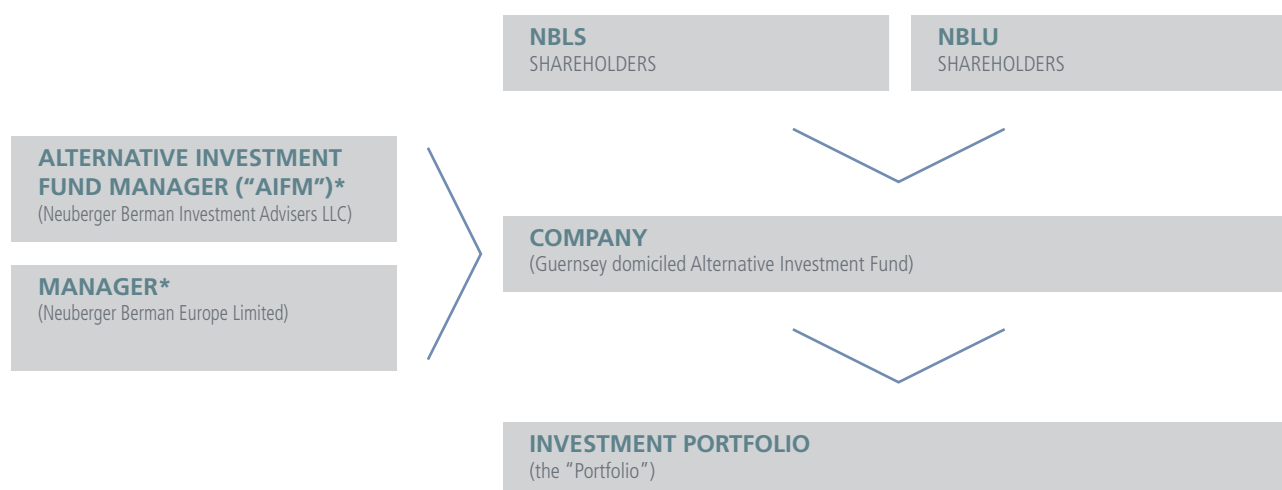 NBLS
SHAREHOLDERS
NBLU
SHAREHOLDERS
ALTERNATIVE INVESTMENT
FUND MANAGER (“AIFM”)*
(Neuberger Berman Investment Advisers LLC)
MANAGER*
(Neuberger Berman Europe Limited)
COMPANY
(Guernsey domiciled Alternative Investment Fund)
INVESTMENT PORTFOLIO
(the “Portfolio”)